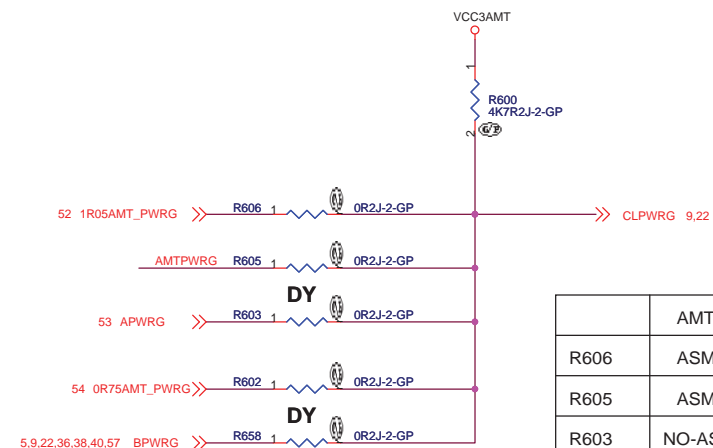 VCC3AMT
1
R600
4K7R2J-2-GP
2 G/P
52 1R05AMT_PWRG R606 1 0R2J-2-GP CLPWRG 9,22
AMTPWRG R605 1 0R2J-2-GP
DY
53 APWRG R603 1 0R2J-2-GP
54 0R75AMT_PWRG R602 1 0R2J-2-GP
DY
5,9,22,36,38,40,57 BPWRG R658 1 0R2J-2-GP
AMT
R606 ASM
R605 ASM
R603 NO-AS